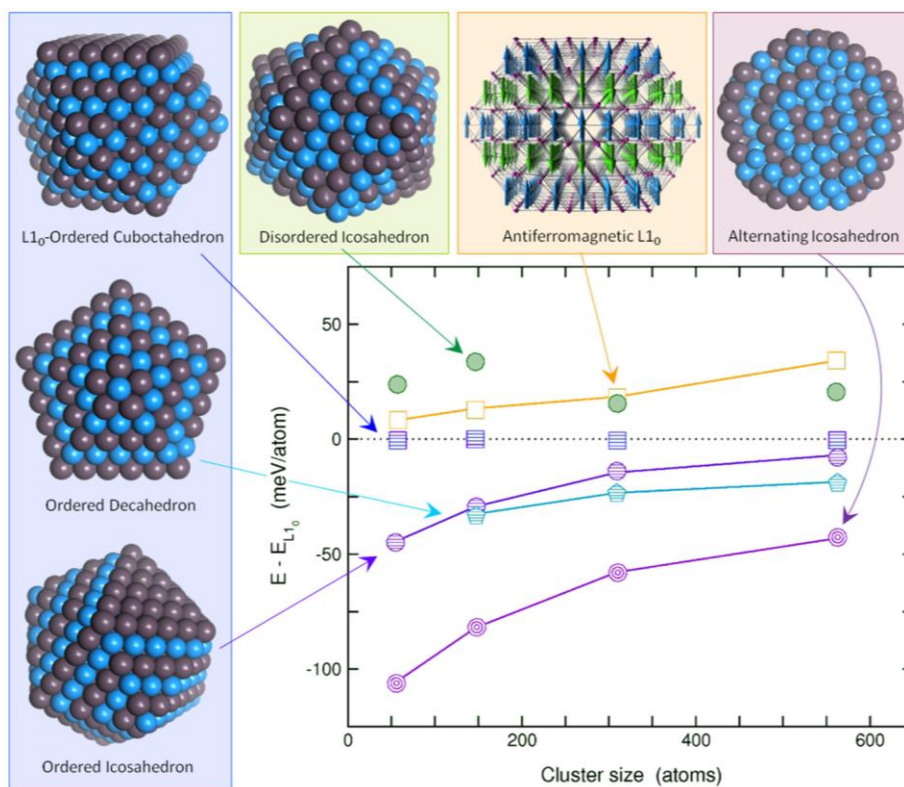 L1₀-Ordered Cuboctahedron
Disordered Icosahedron
Antiferromagnetic L1₀
Alternating Icosahedron
Ordered Decahedron
Ordered Icosahedron
E - E_L1₀ (meV/atom)
50
0
-50
-100
0
200
400
600
Cluster size (atoms)